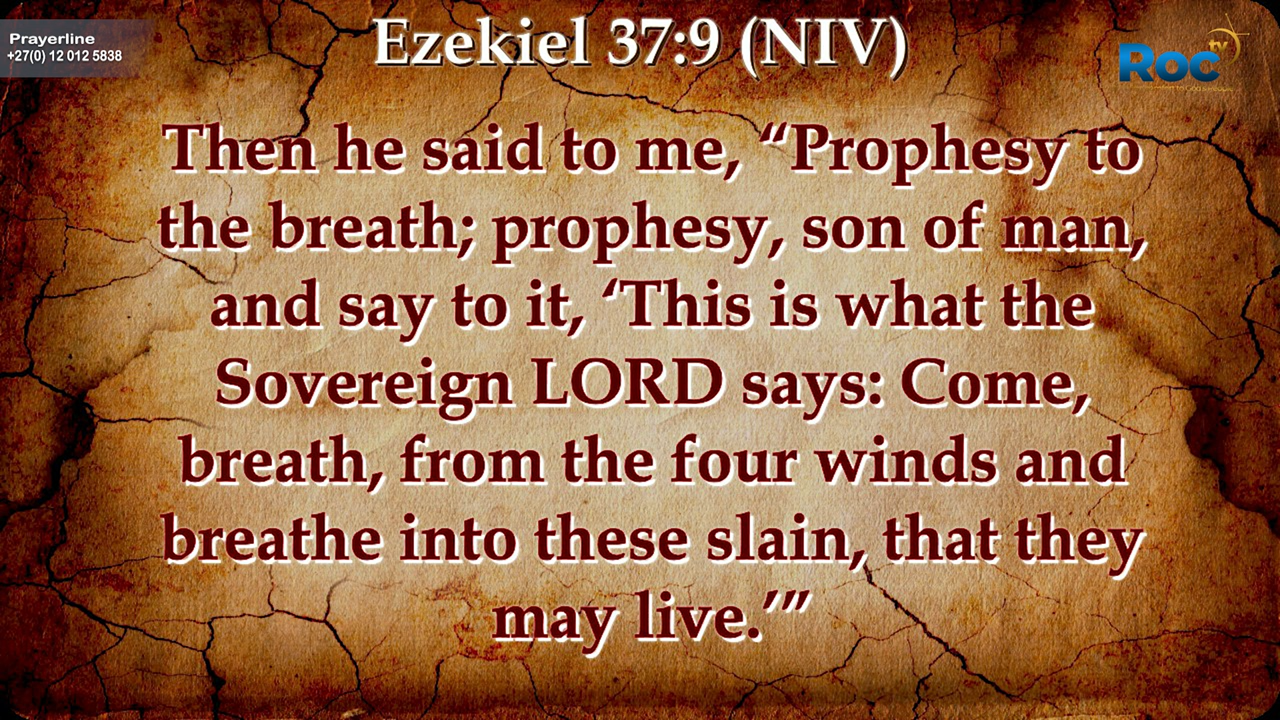 Prayerline
+27(0) 12 012 5838
Ezekiel 37:9 (NIV)
Roc tv
Then he said to me, “Prophesy to
the breath; prophesy, son of man,
and say to it, ‘This is what the
Sovereign LORD says: Come,
breath, from the four winds and
breathe into these slain, that they
may live.’”